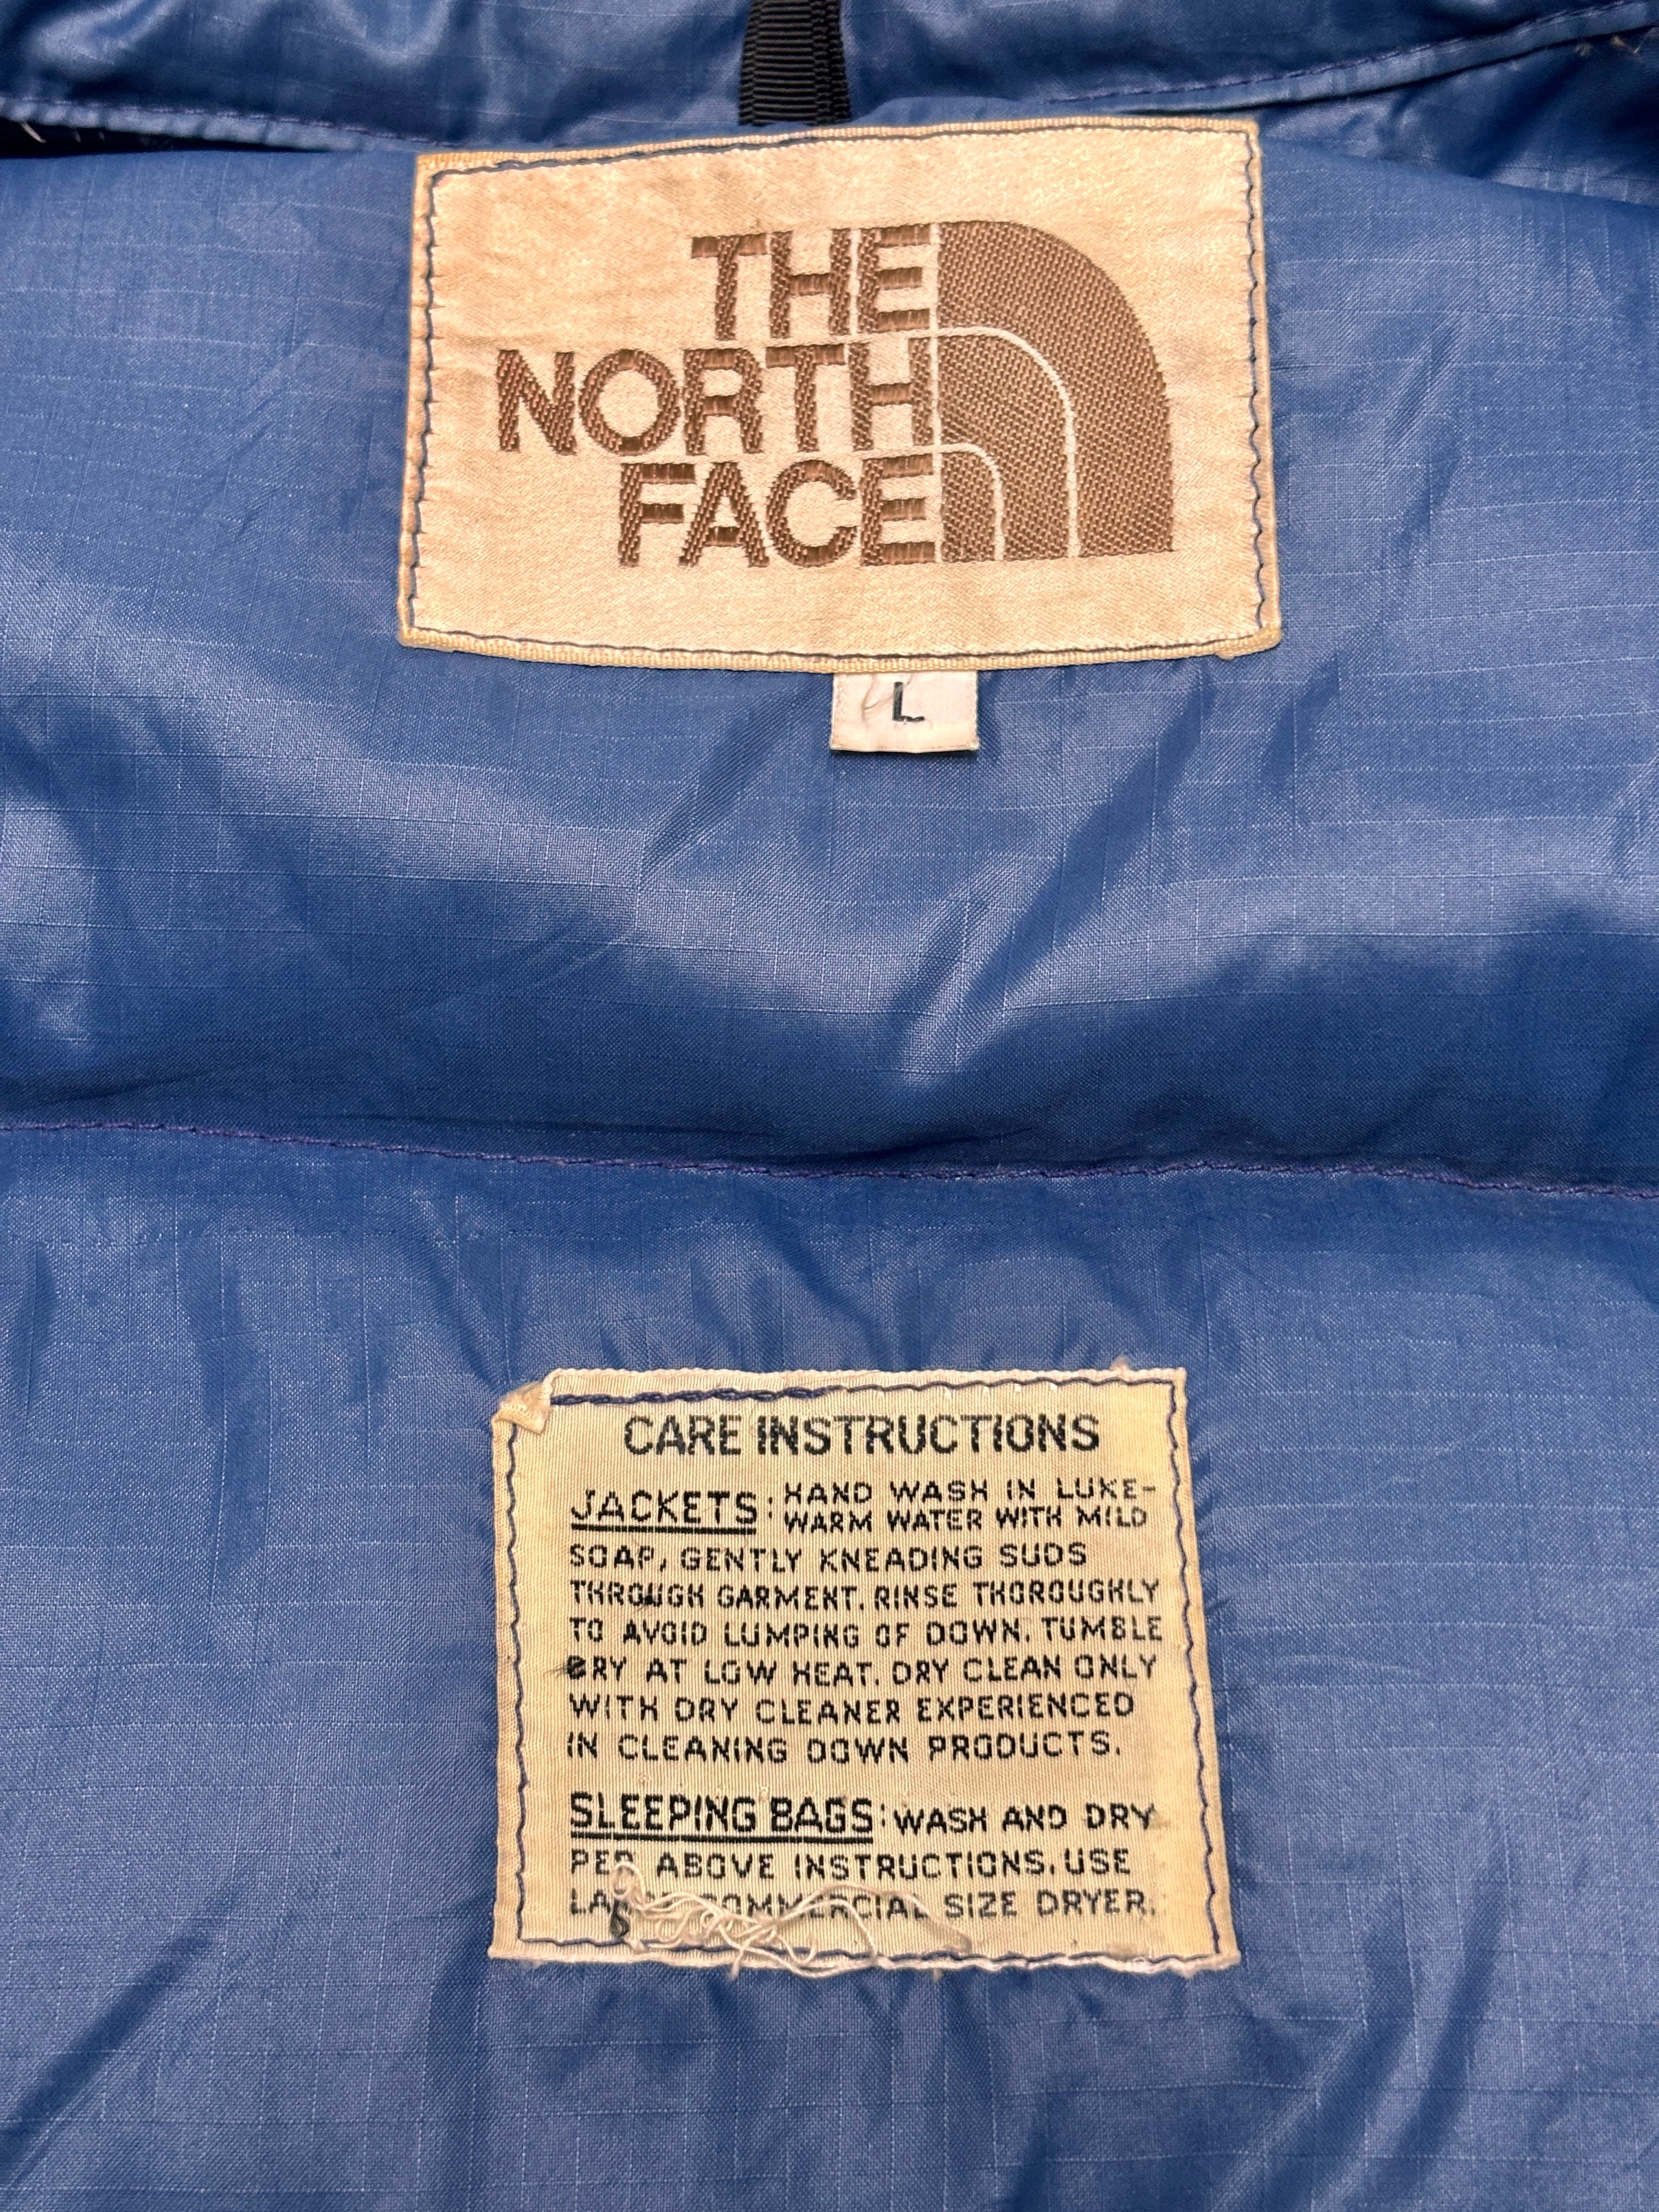 THE
NORTH
FACE
L
CARE INSTRUCTIONS
JACKETS: HAND WASH IN LUKE-
WARM WATER WITH MILD
SOAP, GENTLY KNEADING SUDS
THROUGH GARMENT. RINSE THOROUGHLY
TO AVOID LUMPING OF DOWN. TUMBLE
DRY AT LOW HEAT. DRY CLEAN ONLY
WITH DRY CLEANER EXPERIENCED
IN CLEANING DOWN PRODUCTS.
SLEEPING BAGS: WASH AND DRY
PER ABOVE INSTRUCTIONS. USE
COMMERCIAL SIZE DRYER.